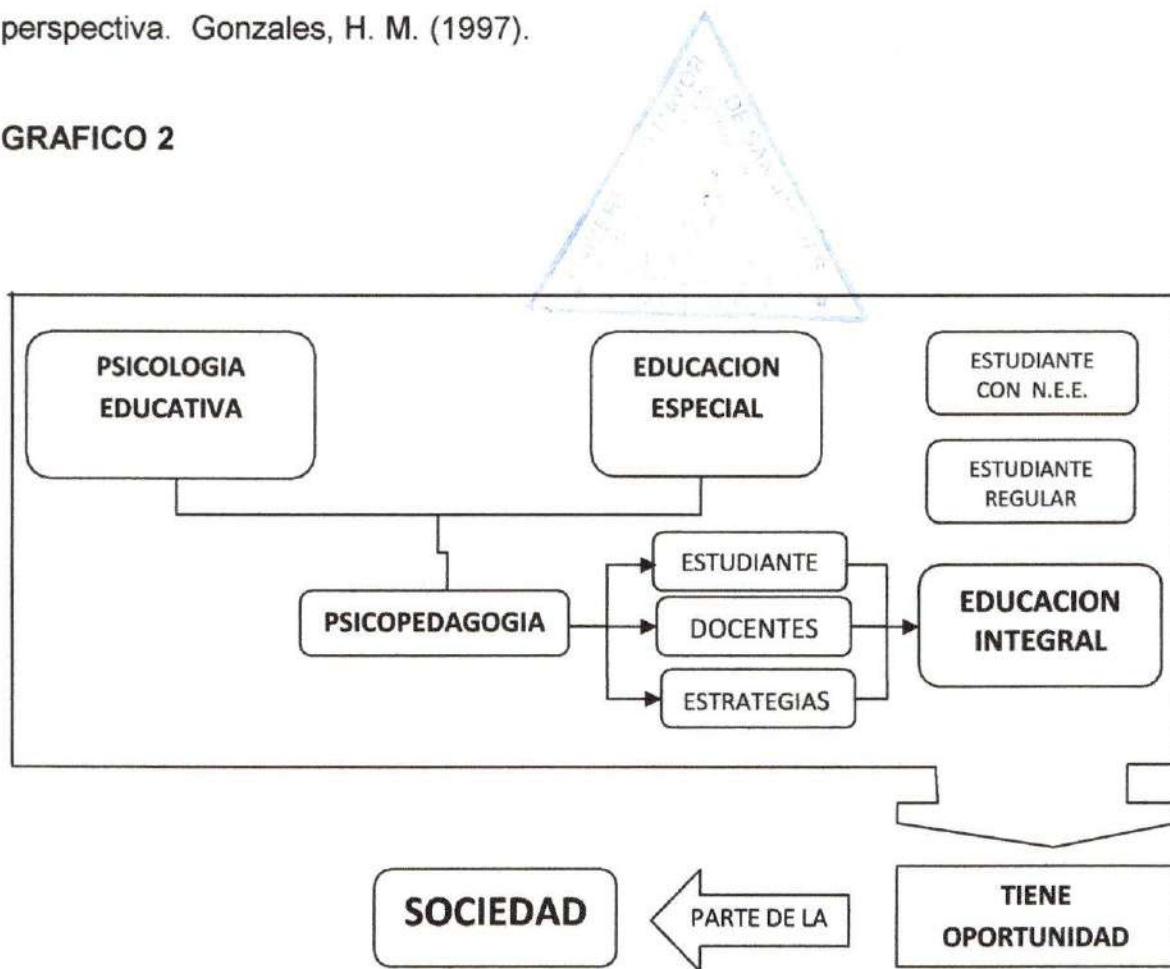 perspectiva. Gonzales, H. M. (1997).
GRAFICO 2
PSICOLOGIA
EDUCATIVA
EDUCACION
ESPECIAL
ESTUDIANTE
CON N.E.E.
ESTUDIANTE
REGULAR
PSICOPEDAGOGIA
ESTUDIANTE
DOCENTES
ESTRATEGIAS
EDUCACION
INTEGRAL
SOCIEDAD
PARTE DE LA
TIENE
OPORTUNIDAD